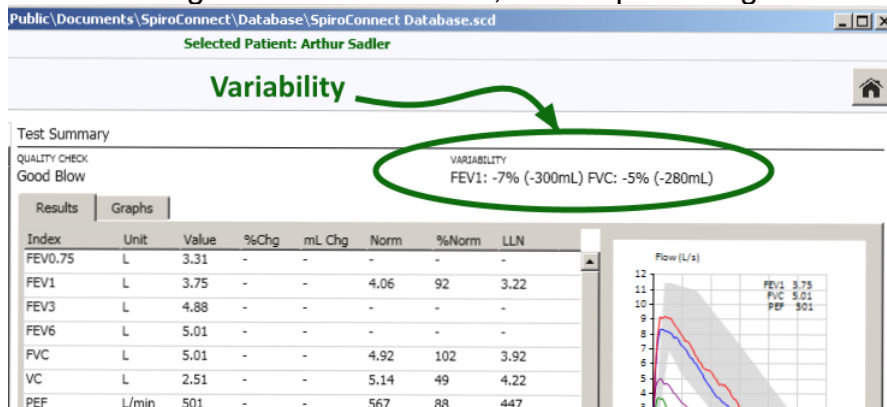 Public\Documents\SpiroConnect\Database\SpiroConnect Database.scd
Selected Patient: Arthur Sadler
Variability
Test Summary
QUALITY CHECK
Good Blow
VARIABILITY
FEV1: -7% (-300mL) FVC: -5% (-280mL)
Results Graphs
Index Unit Value %Chg mL Chg Norm %Norm LLN
FEV0.75 L 3.31 - - - - -
FEV1 L 3.75 - - 4.06 92 3.22
FEV3 L 4.88 - - - - -
FEV6 L 5.01 - - - - -
FVC L 5.01 - - 4.92 102 3.92
VC L 2.51 - - 5.14 49 4.22
PEF L/min 501 - - 567 88 447
Flow (L/s)
12
11
10
9
8
7
6
5
4
3
FEV1 3.75
FVC 5.01
PEF 501